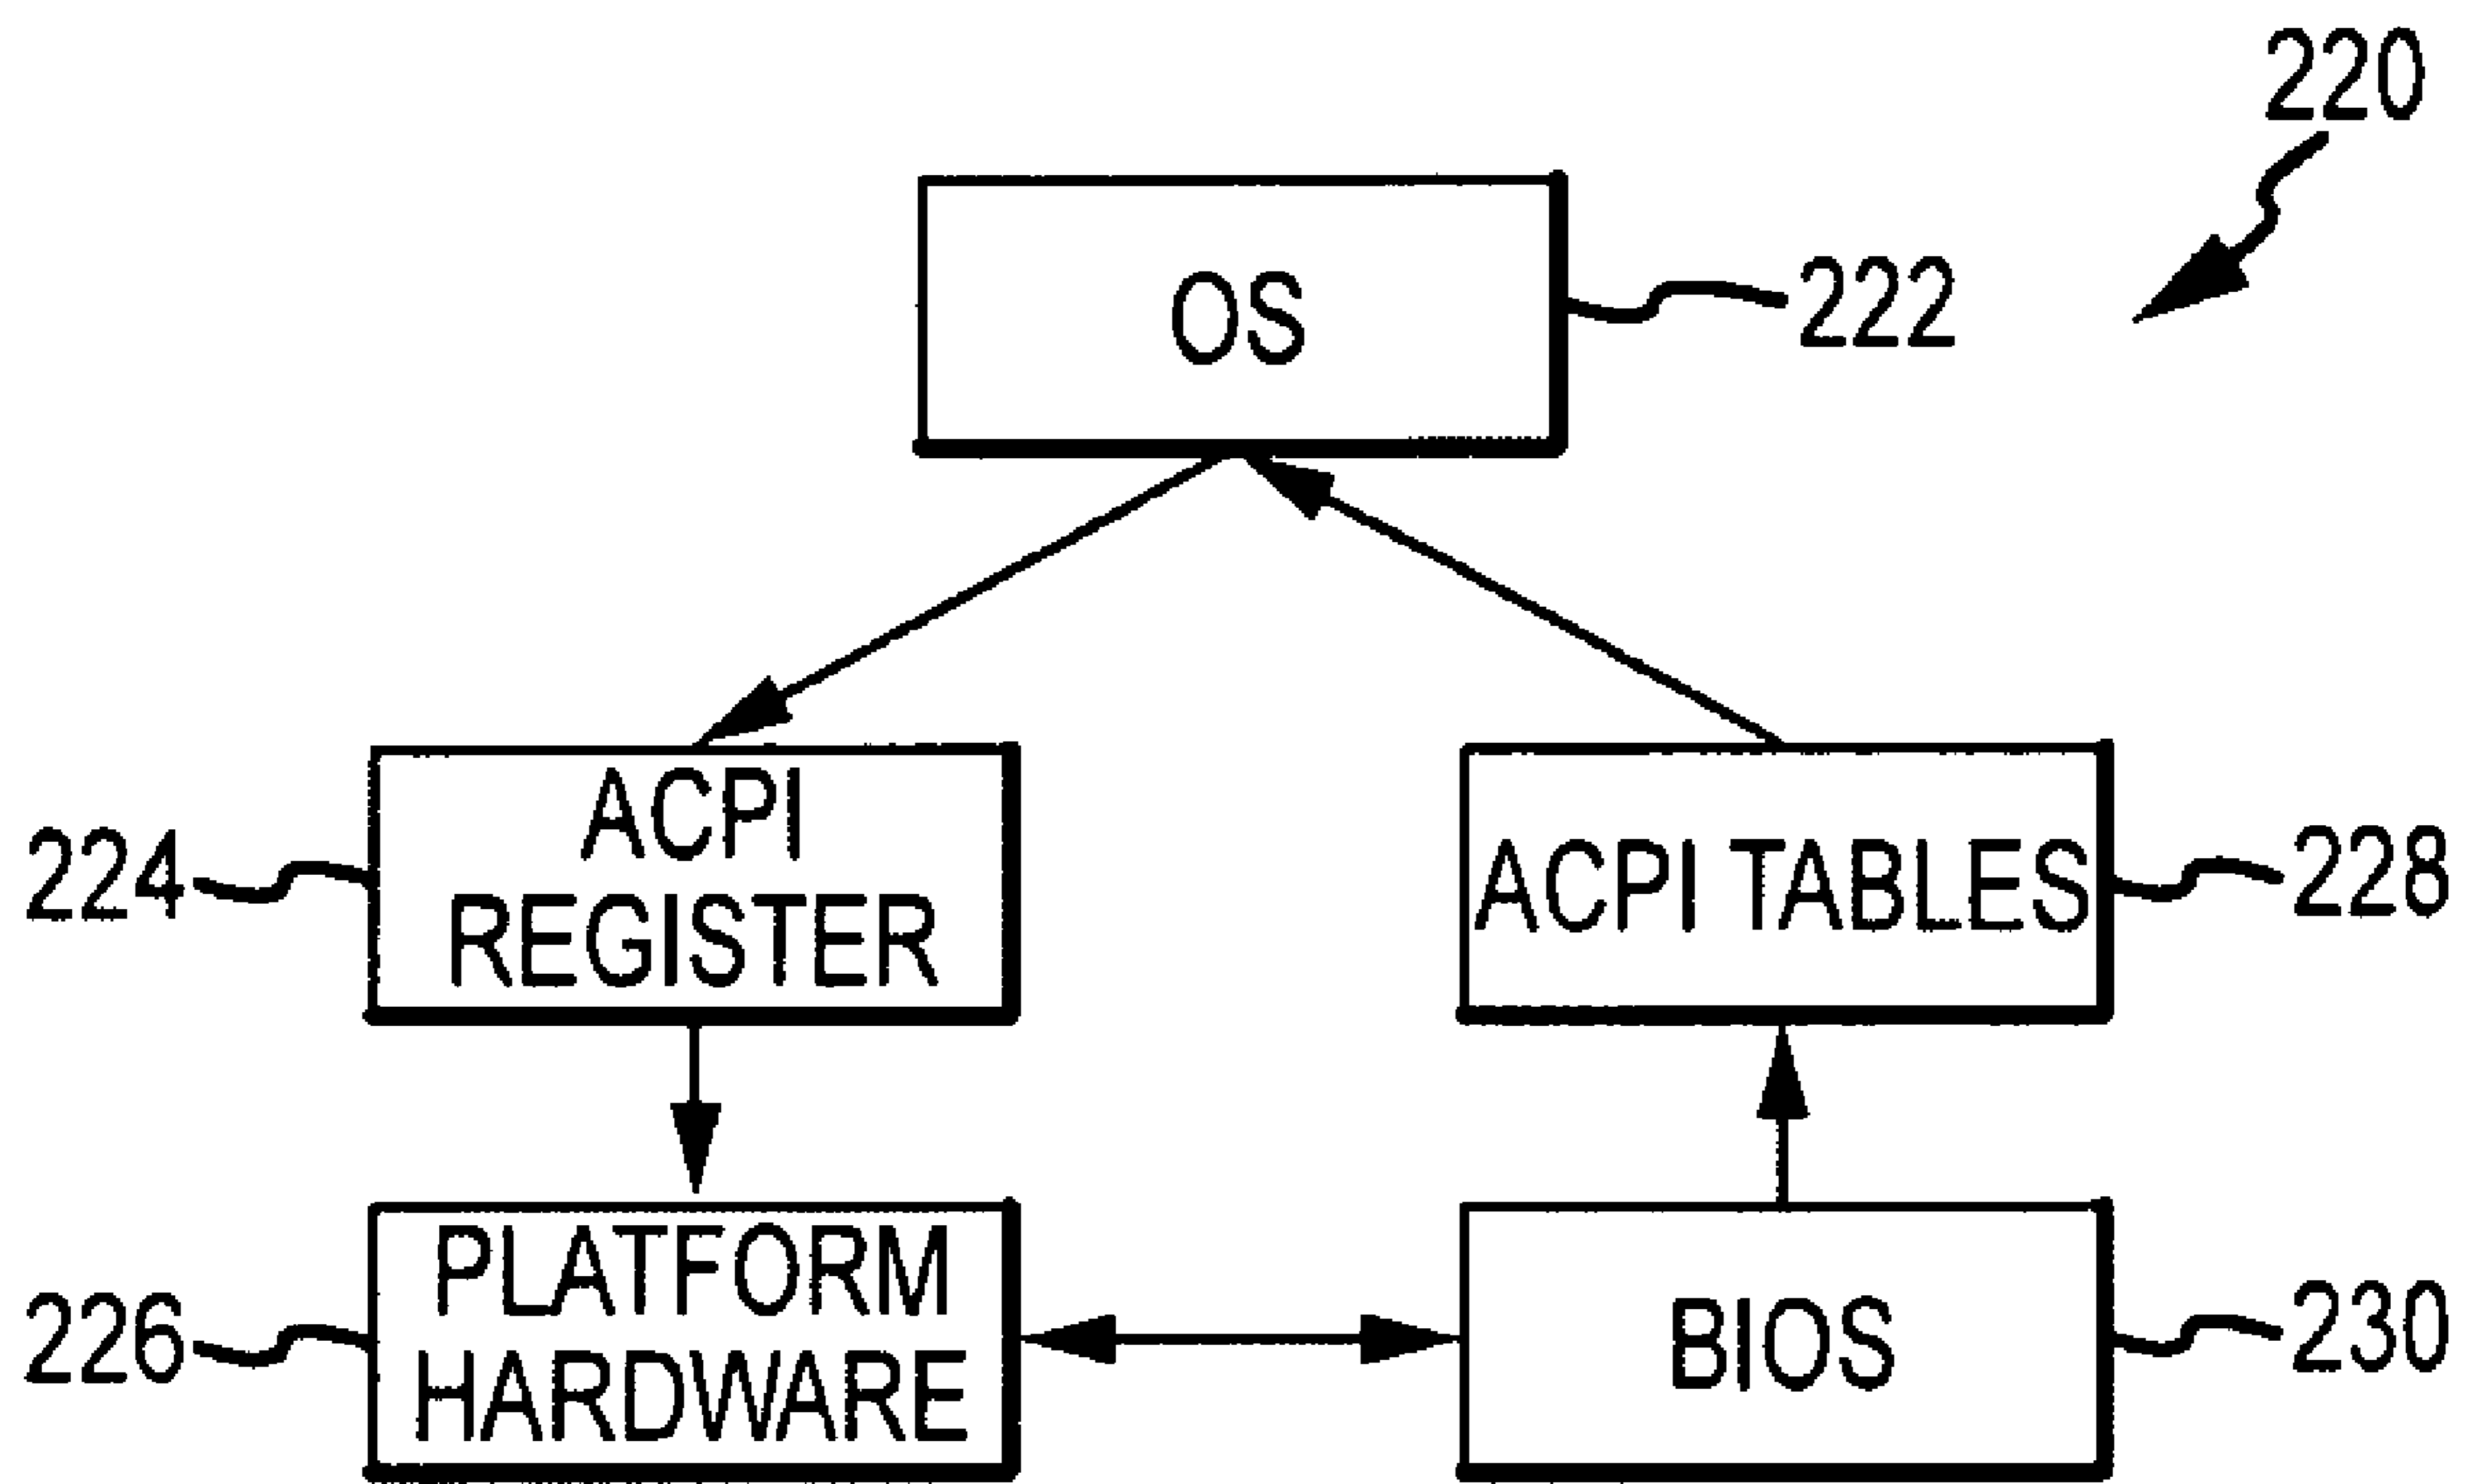 220
OS
222
ACPI
REGISTER
224
ACPI TABLES
228
PLATFORM
HARDWARE
226
BIOS
230